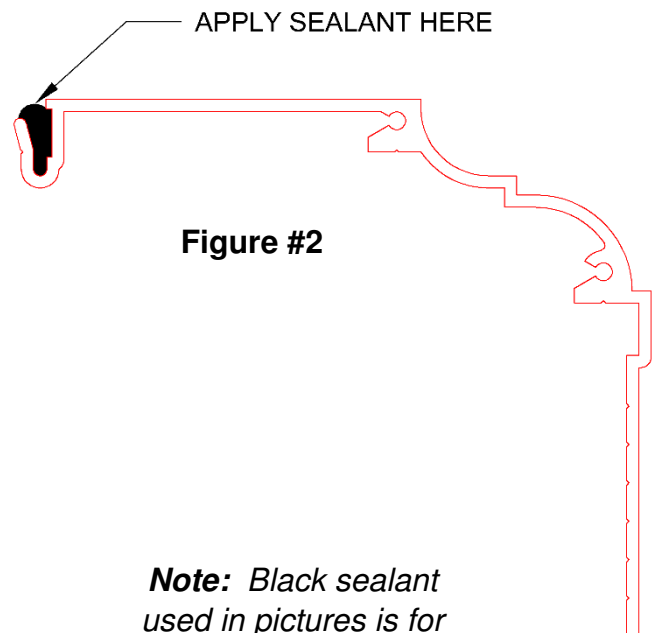 APPLY SEALANT HERE
Figure #2
Note: Black sealant
used in pictures is for